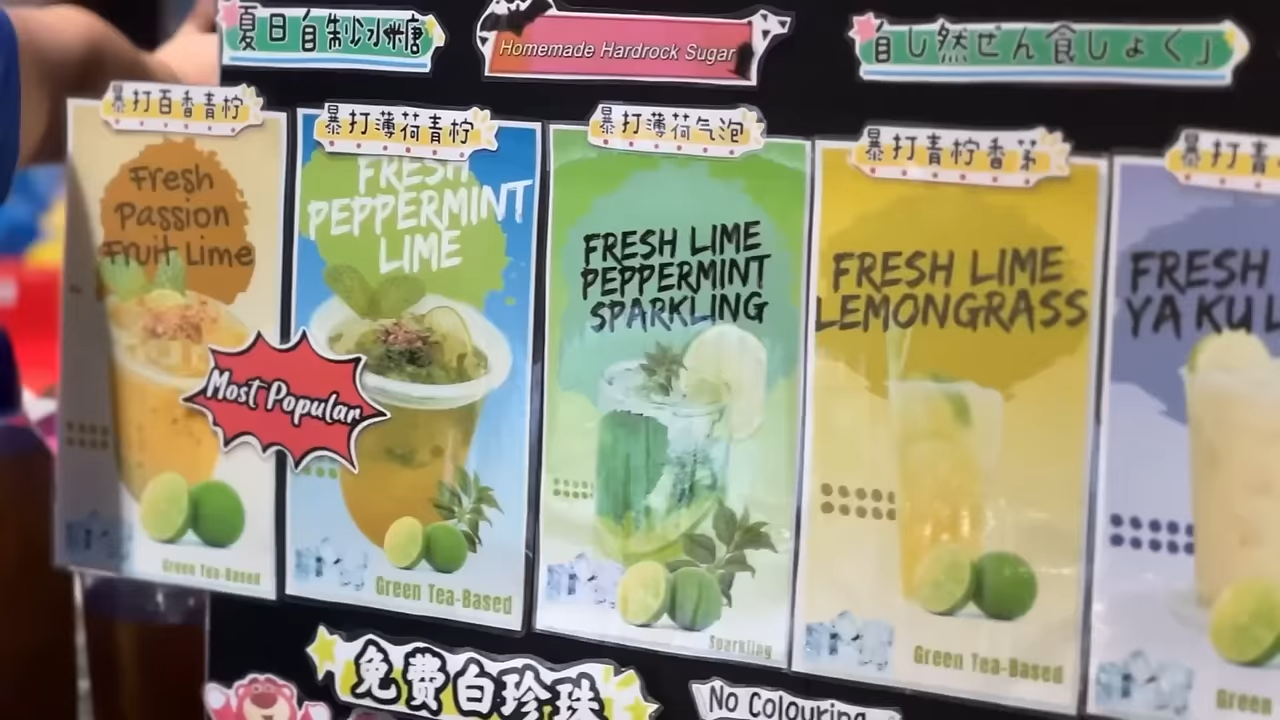 夏日自制冰糖
Homemade Hardrock Sugar
自し然ぜん食しょく」
暴打百香青柠
暴打薄荷青柠
暴打薄荷气泡
暴打青柠香茅
暴打青
Fresh
Passion
Fruit Lime
FRESH
PEPPERMINT
LIME
FRESH LIME
PEPPERMINT
SPARKLING
FRESH LIME
LEMONGRASS
FRESH
YA KU L
Most Popular
Green Tea-Based
Green Tea-Based
Sparkling
Green Tea-Based
Green
免费白珍珠
No Colouring